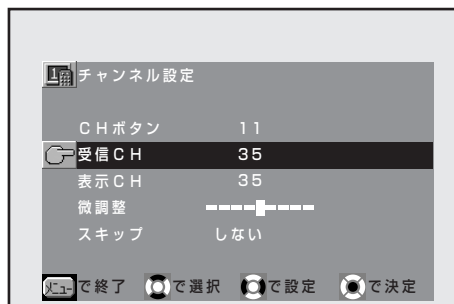 チャンネル設定
CHボタン 11
受信CH 35
表示CH 35
微調整
スキップ しない
メニューで終了 で選択 で設定 で決定